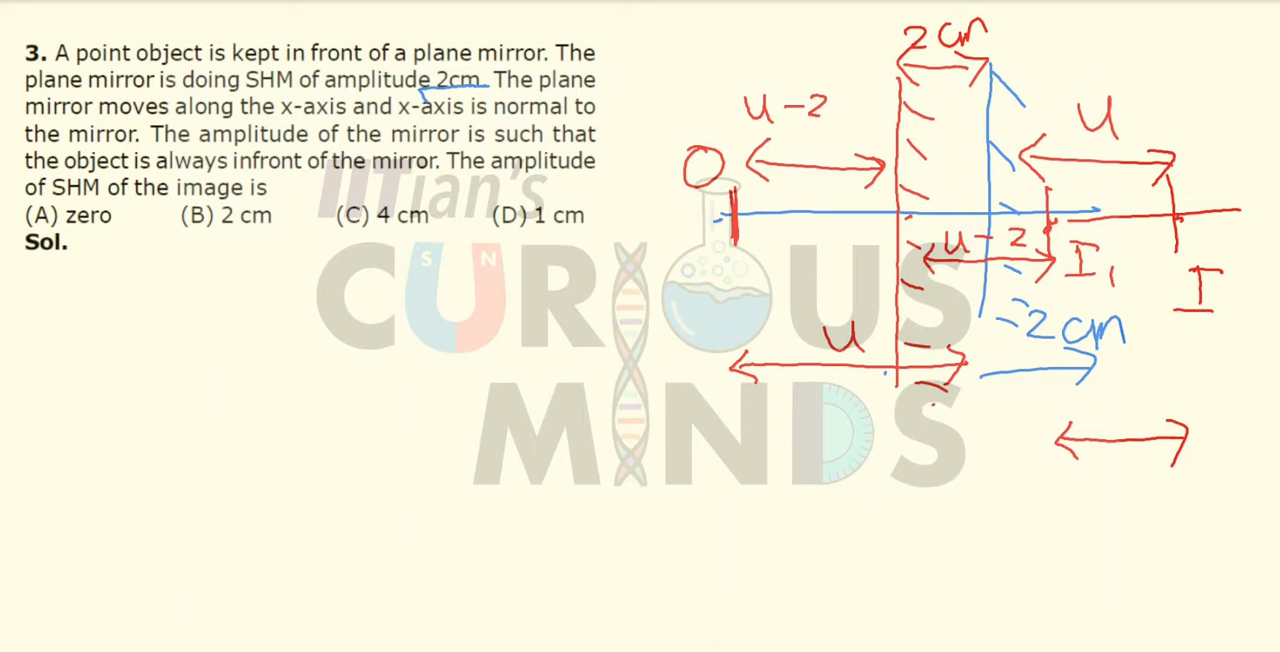 3. A point object is kept in front of a plane mirror. The
plane mirror is doing SHM of amplitude 2cm. The plane
mirror moves along the x-axis and x-axis is normal to
the mirror. The amplitude of the mirror is such that
the object is always infront of the mirror. The amplitude
of SHM of the image is
(A) zero (B) 2 cm (C) 4 cm (D) 1 cm
Sol.
IITian's
CURIOUS
S N
MINDS
2 cm
u-2
u
O
u-2
I1
I
=2cm
u